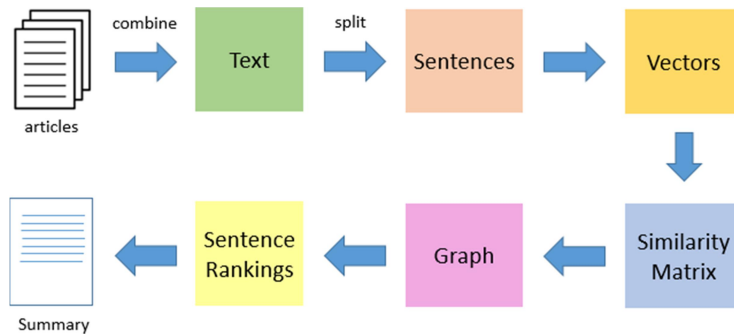 combine
split
Text
Sentences
Vectors
articles
Sentence
Rankings
Graph
Similarity
Matrix
Summary